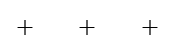 + + +